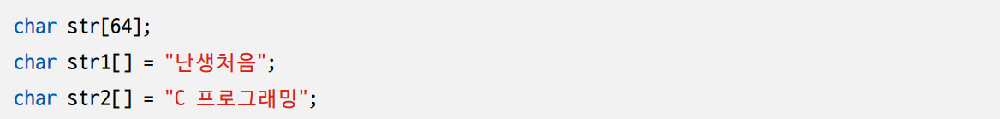 char str[64];
char str1[] = "난생처음";
char str2[] = "C 프로그래밍";